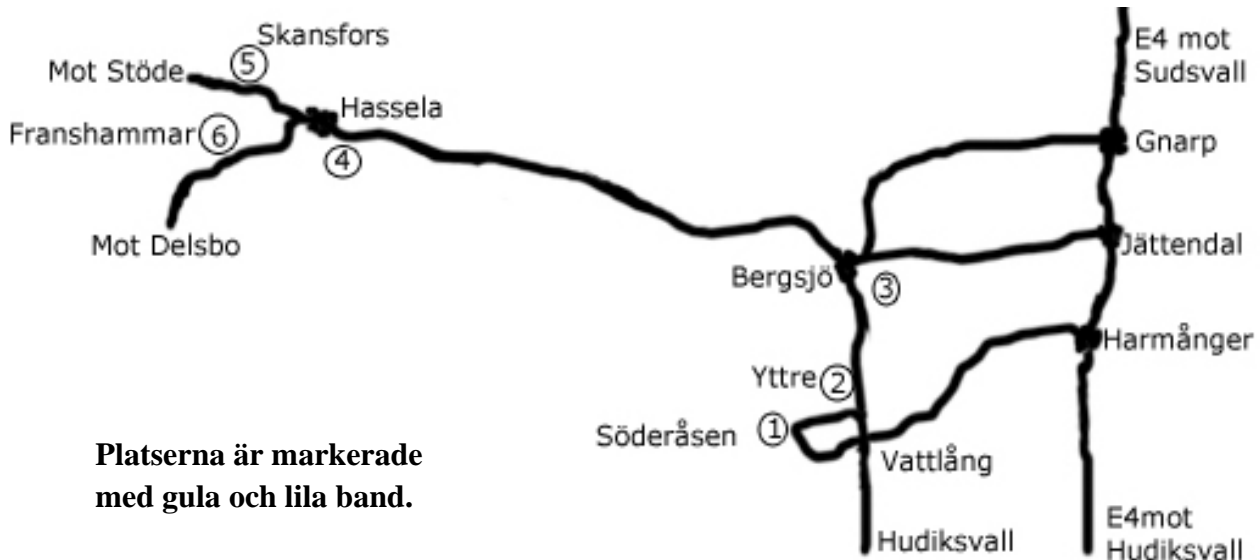 Skansfors
5
Mot Stöde
Hassela
Franshammar
6
4
Mot Delsbo
E4 mot
Sudsvall
Gnarp
Jättendal
Bergsjö
3
Harmånger
Yttre
2
Söderåsen
1
Vattlång
Platserna är markerade
med gula och lila band.
Hudiksvall
E4mot
Hudiksvall